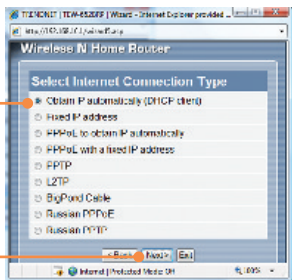 TRENDNET | TEW-652BRP | Wizard - Internet Explorer provided
Wireless N Home Router
Select Internet Connection Type
Obtain IP automatically (DHCP client)
Fixed IP address
PPPoE to obtain IP automatically
PPPoE with a fixed IP address
PPTP
L2TP
BigPond Cable
Russian PPPoE
Russian PPTP
< Back Next > Exit
Internet | Protected Mode: Off 100%